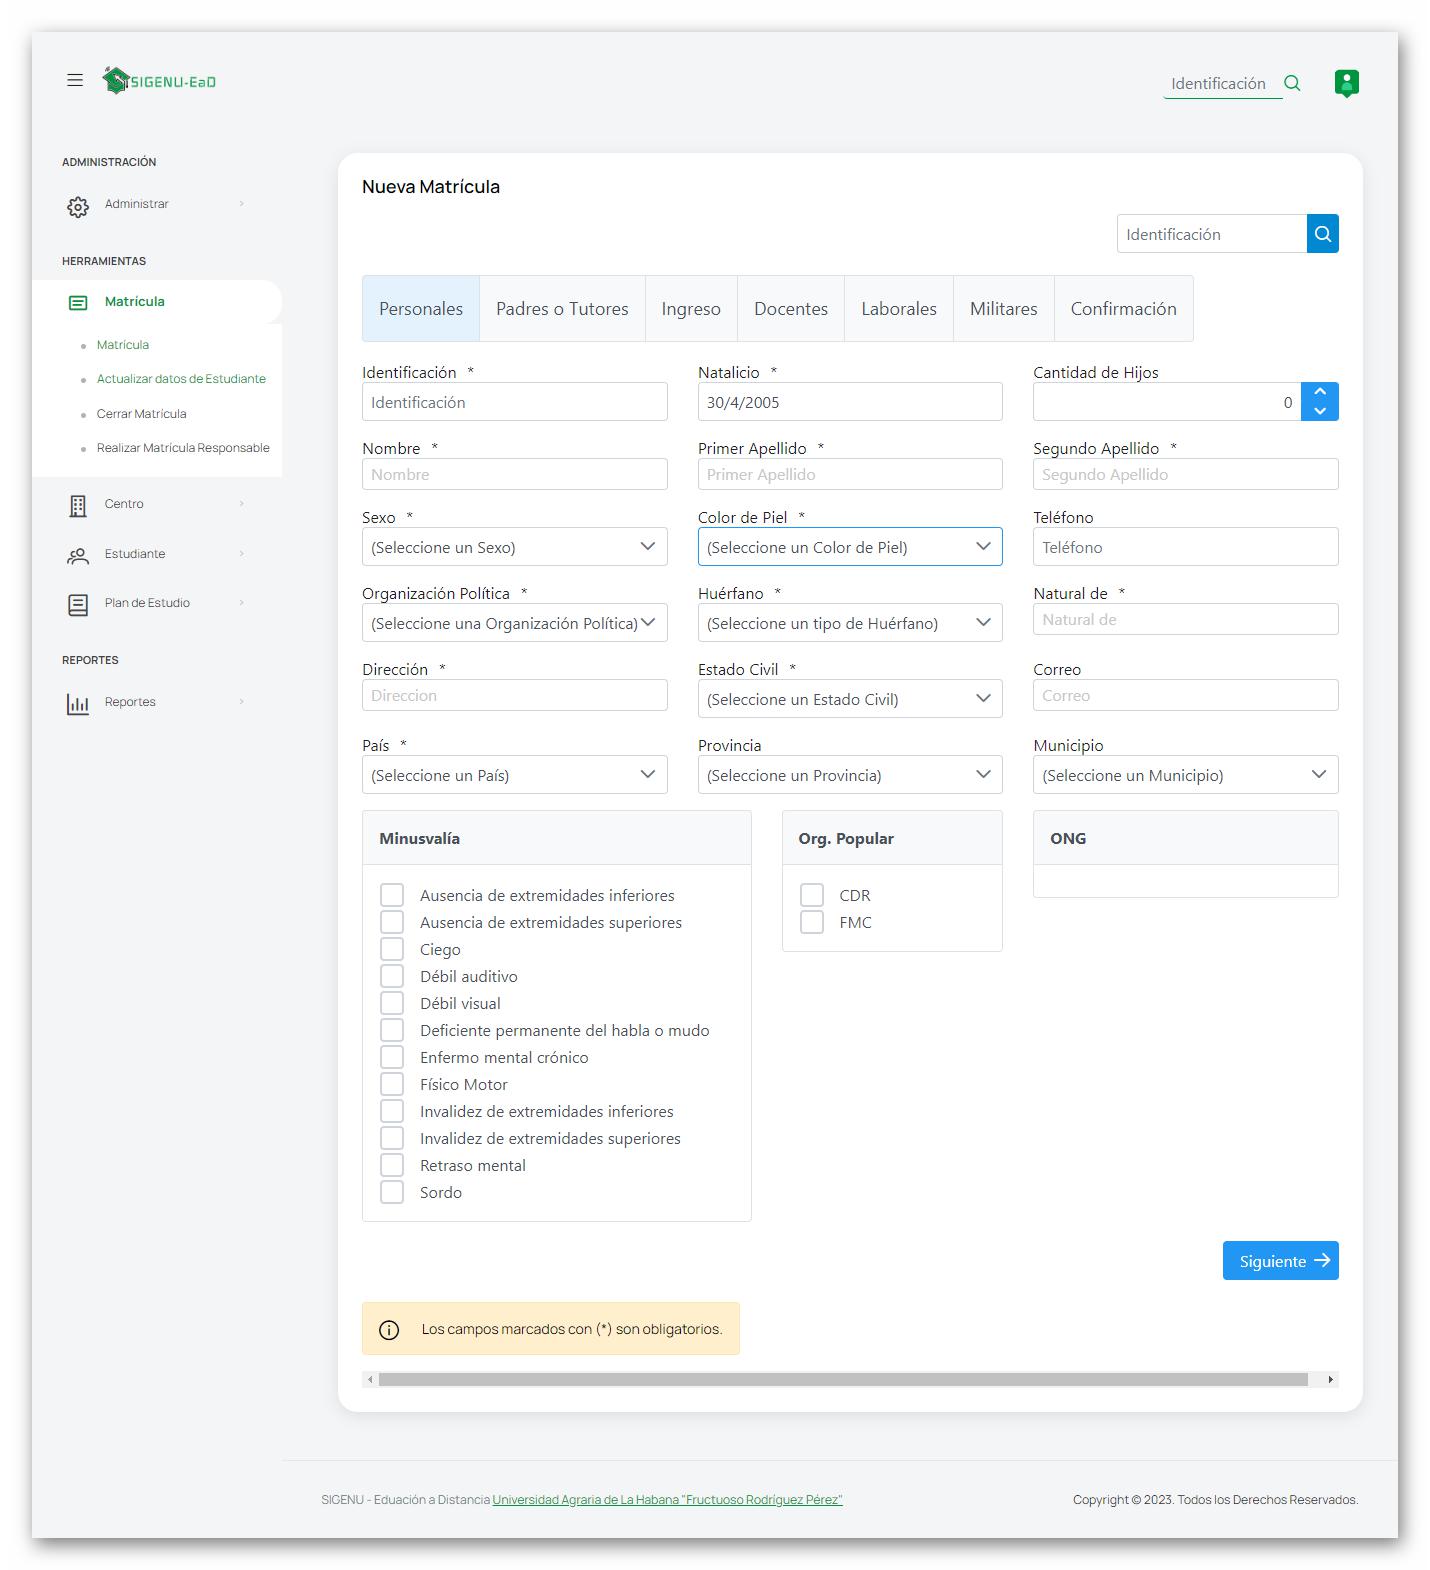 SIGENU-EaD
Identificación
ADMINISTRACIÓN
Administrar
HERRAMIENTAS
Matrícula
Matrícula
Actualizar datos de Estudiante
Cerrar Matrícula
Realizar Matrícula Responsable
Centro
Estudiante
Plan de Estudio
REPORTES
Reportes
Nueva Matrícula
Identificación
Personales Padres o Tutores Ingreso Docentes Laborales Militares Confirmación
Identificación * Natalicio * Cantidad de Hijos
Identificación 30/4/2005 0
Nombre * Primer Apellido * Segundo Apellido *
Nombre Primer Apellido Segundo Apellido
Sexo * Color de Piel * Teléfono
(Seleccione un Sexo) (Seleccione un Color de Piel) Teléfono
Organización Política * Huérfano * Natural de *
(Seleccione una Organización Política) (Seleccione un tipo de Huérfano) Natural de
Dirección * Estado Civil * Correo
Direccion (Seleccione un Estado Civil) Correo
País * Provincia Municipio
(Seleccione un País) (Seleccione un Provincia) (Seleccione un Municipio)
Minusvalía
Ausencia de extremidades inferiores
Ausencia de extremidades superiores
Ciego
Débil auditivo
Débil visual
Deficiente permanente del habla o mudo
Enfermo mental crónico
Físico Motor
Invalidez de extremidades inferiores
Invalidez de extremidades superiores
Retraso mental
Sordo
Org. Popular
CDR
FMC
ONG
Siguiente
Los campos marcados con (*) son obligatorios.
SIGENU - Eduación a Distancia Universidad Agraria de La Habana "Fructuoso Rodríguez Pérez"
Copyright © 2023. Todos los Derechos Reservados.